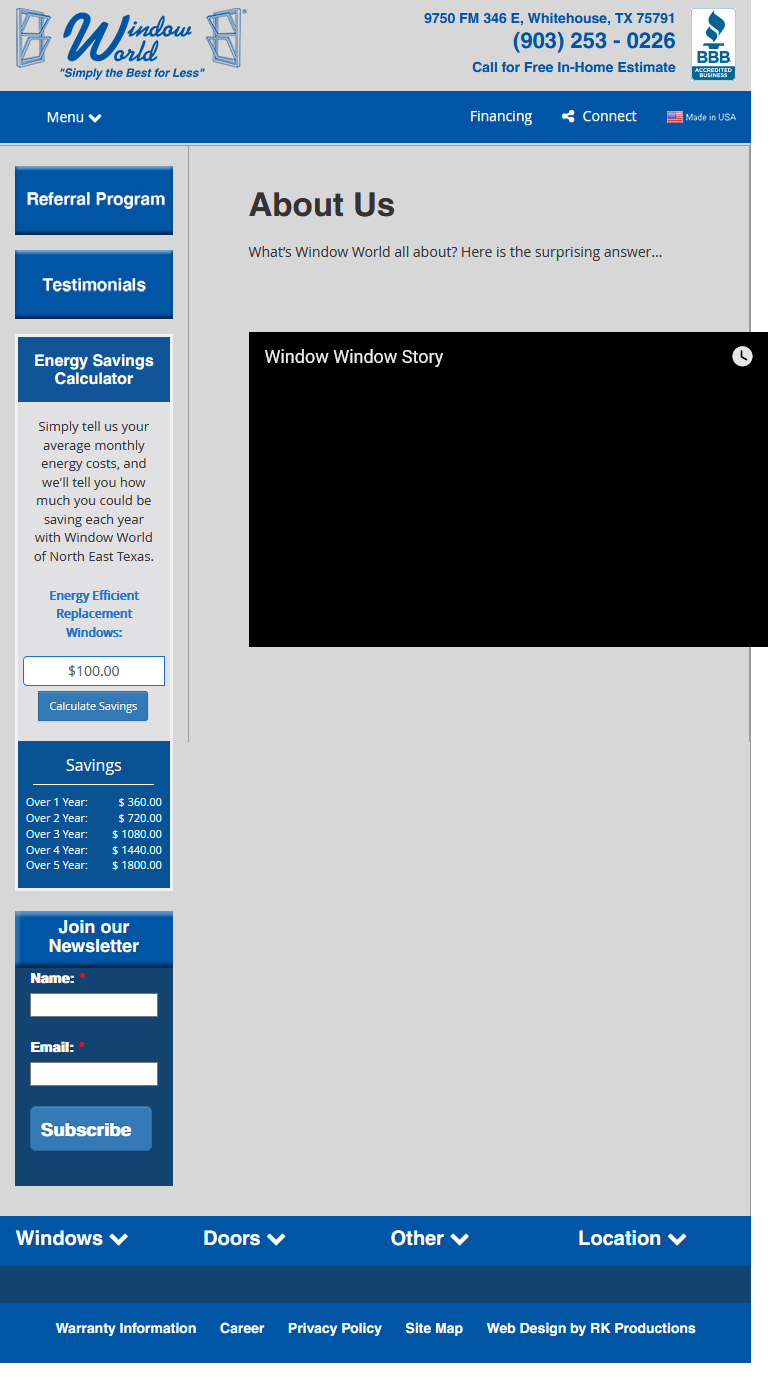 Window
World
®
"Simply the Best for Less"
9750 FM 346 E, Whitehouse, TX 75791
(903) 253 - 0226
Call for Free In-Home Estimate
BBB
ACCREDITED
BUSINESS
Menu
Financing
Connect
Made in USA
Referral Program
Testimonials
Energy Savings
Calculator
Simply tell us your
average monthly
energy costs, and
we'll tell you how
much you could be
saving each year
with Window World
of North East Texas.
Energy Efficient
Replacement
Windows:
$100.00
Calculate Savings
Savings
Over 1 Year: $ 360.00
Over 2 Year: $ 720.00
Over 3 Year: $ 1080.00
Over 4 Year: $ 1440.00
Over 5 Year: $ 1800.00
Join our
Newsletter
Name: *
Email: *
Subscribe
About Us
What's Window World all about? Here is the surprising answer...
Window Window Story
Windows Doors Other Location
Warranty Information Career Privacy Policy Site Map Web Design by RK Productions